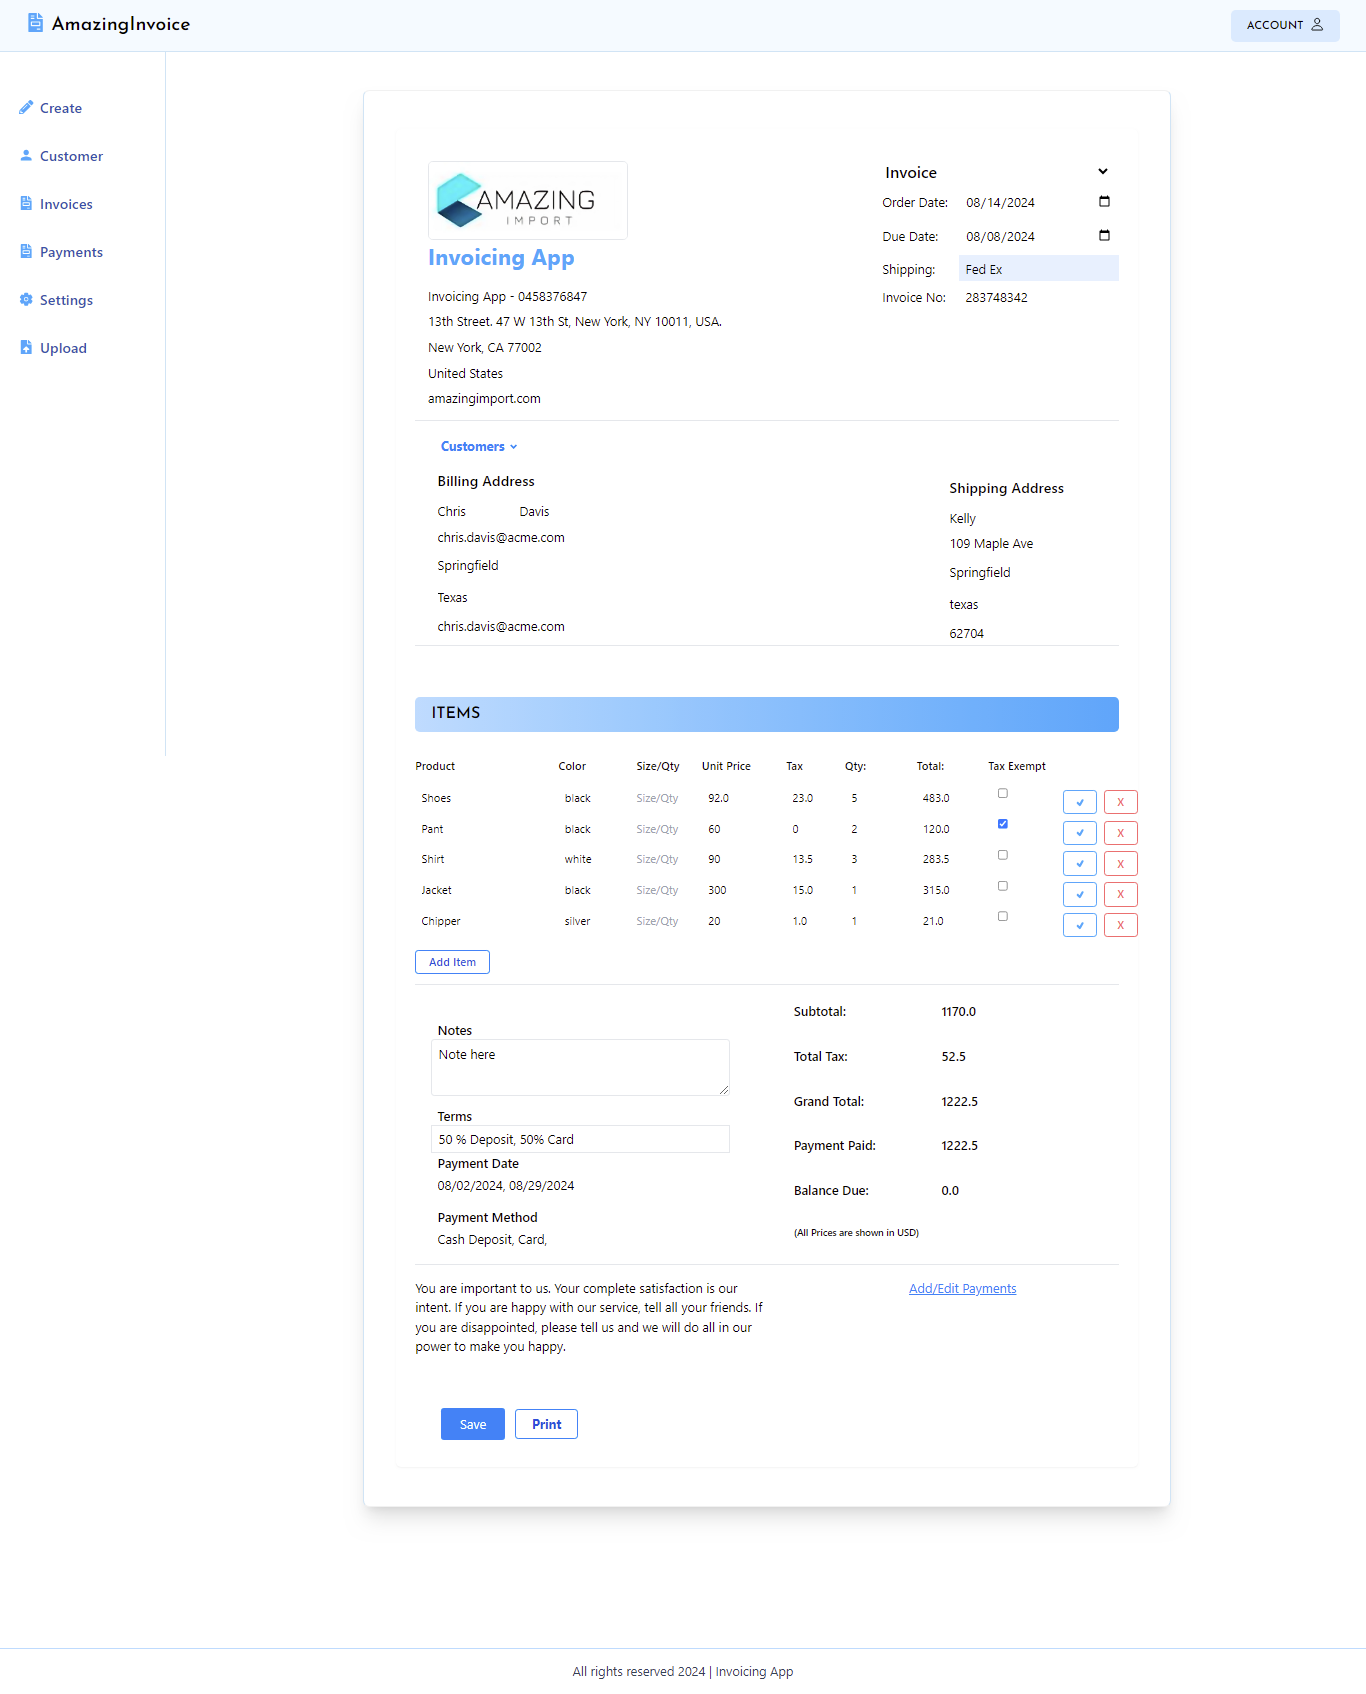 AmazingInvoice
ACCOUNT
Create
Customer
Invoices
Payments
Settings
Upload
AMAZING
IMPORT
Invoicing App
Invoicing App - 0458376847
13th Street. 47 W 13th St, New York, NY 10011, USA.
New York, CA 77002
United States
amazingimport.com
Invoice
Order Date: 08/14/2024
Due Date: 08/08/2024
Shipping: Fed Ex
Invoice No: 283748342
Customers
Billing Address
Chris Davis
chris.davis@acme.com
Springfield
Texas
chris.davis@acme.com
Shipping Address
Kelly
109 Maple Ave
Springfield
texas
62704
ITEMS
Product Color Size/Qty Unit Price Tax Qty: Total: Tax Exempt
Shoes black Size/Qty 92.0 23.0 5 483.0 X
Pant black Size/Qty 60 0 2 120.0 X
Shirt white Size/Qty 90 13.5 3 283.5 X
Jacket black Size/Qty 300 15.0 1 315.0 X
Chipper silver Size/Qty 20 1.0 1 21.0 X
Add Item
Notes
Note here
Terms
50 % Deposit, 50% Card
Payment Date
08/02/2024, 08/29/2024
Payment Method
Cash Deposit, Card,
Subtotal: 1170.0
Total Tax: 52.5
Grand Total: 1222.5
Payment Paid: 1222.5
Balance Due: 0.0
(All Prices are shown in USD)
You are important to us. Your complete satisfaction is our
intent. If you are happy with our service, tell all your friends. If
you are disappointed, please tell us and we will do all in our
power to make you happy.
Add/Edit Payments
Save Print
All rights reserved 2024 | Invoicing App